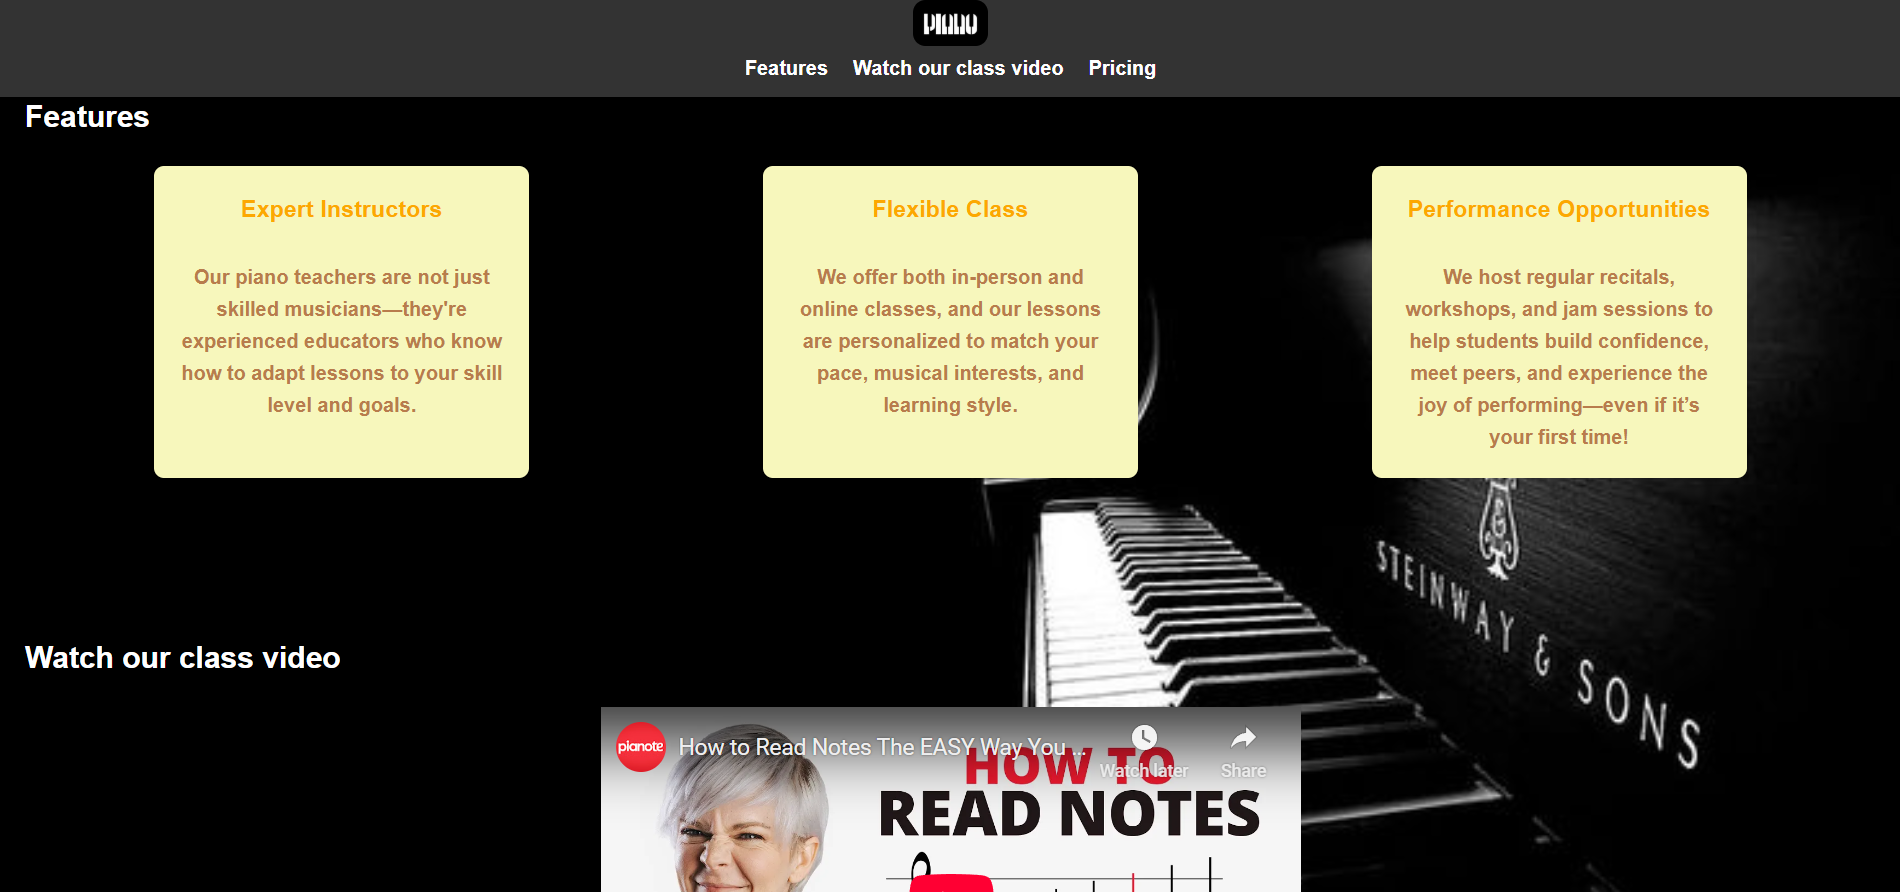 PIANO
Features Watch our class video Pricing
Features
Expert Instructors
Our piano teachers are not just
skilled musicians—they're
experienced educators who know
how to adapt lessons to your skill
level and goals.
Flexible Class
We offer both in-person and
online classes, and our lessons
are personalized to match your
pace, musical interests, and
learning style.
Performance Opportunities
We host regular recitals,
workshops, and jam sessions to
help students build confidence,
meet peers, and experience the
joy of performing—even if it’s
your first time!
STEINWAY & SONS
Watch our class video
pianote
How to Read Notes The EASY Way You ...
Watch later
Share
HOW TO
READ NOTES